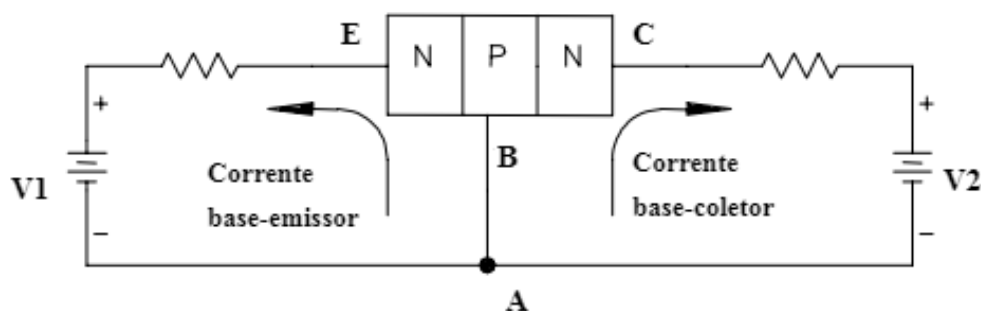 E
C
N
P
N
+
+
B
V1
Corrente
base-emissor
Corrente
base-coletor
V2
−
−
A